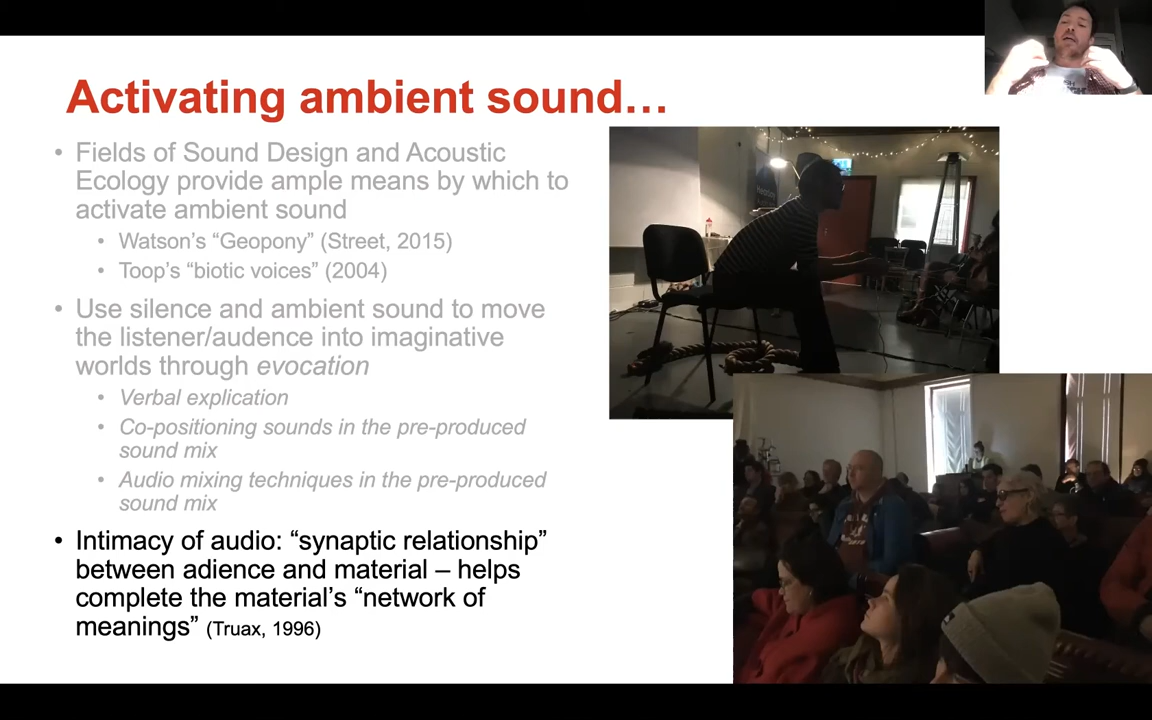 Activating ambient sound…
• Fields of Sound Design and Acoustic
Ecology provide ample means by which to
activate ambient sound
• Watson's “Geopony” (Street, 2015)
• Toop's “biotic voices” (2004)
• Use silence and ambient sound to move
the listener/audence into imaginative
worlds through evocation
• Verbal explication
• Co-positioning sounds in the pre-produced
sound mix
• Audio mixing techniques in the pre-produced
sound mix
• Intimacy of audio: “synaptic relationship”
between adience and material – helps
complete the material's “network of
meanings” (Truax, 1996)